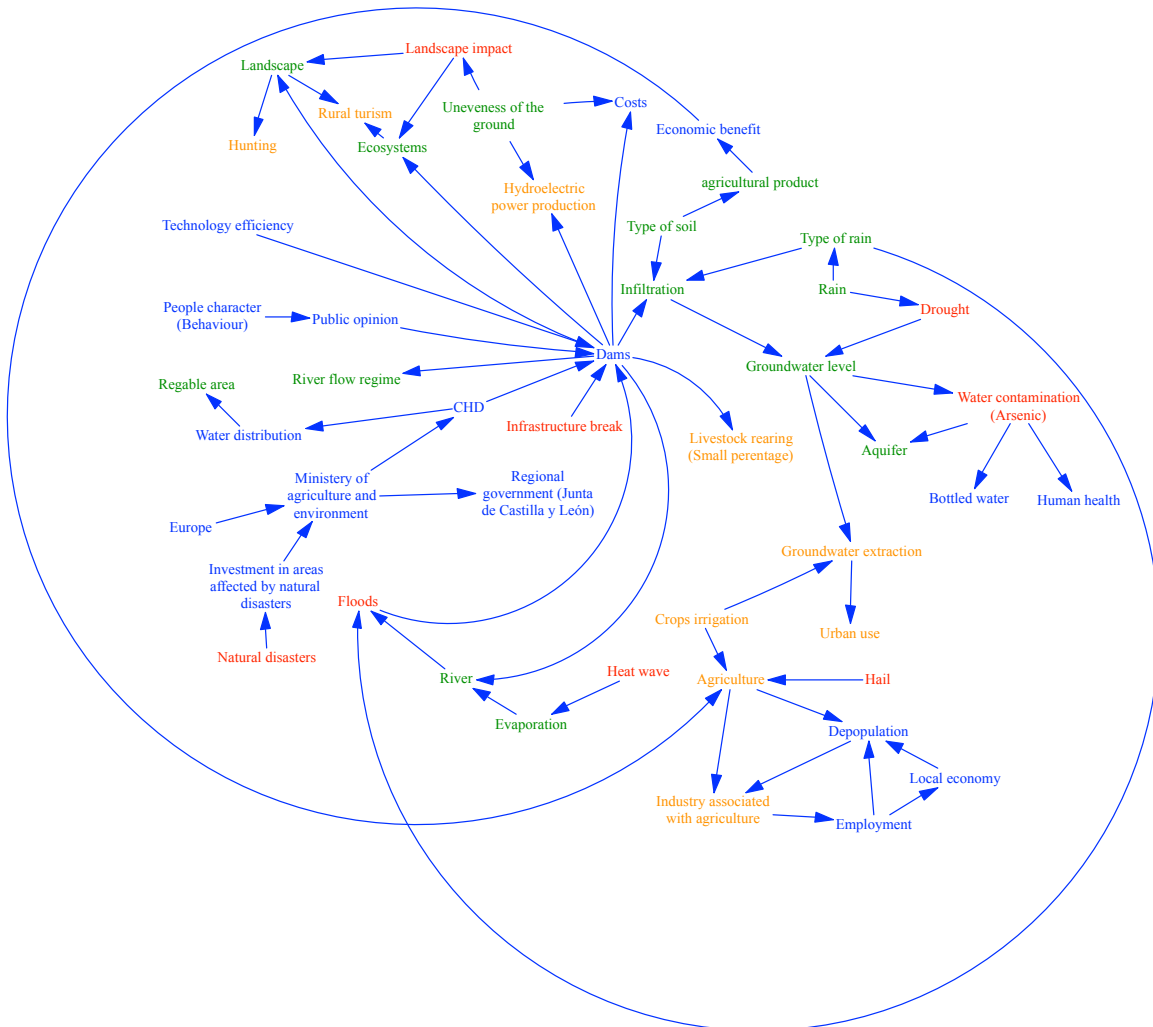 Landscape impact
Landscape
Rural turism
Uneveness of the
ground
Costs
Economic benefit
Hunting
Ecosystems
Hydroelectric
power production
agricultural product
Technology efficiency
Type of soil
Type of rain
Infiltration
Rain
Drought
People character
(Behaviour)
Public opinion
Dams
Groundwater level
River flow regime
Regable area
CHD
Water distribution
Infrastructure break
Livestock rearing
(Small perentage)
Water contamination
(Arsenic)
Aquifer
Ministery of
agriculture and
environment
Regional
government (Junta
de Castilla y León)
Bottled water
Human health
Europe
Groundwater extraction
Investment in areas
affected by natural
disasters
Floods
Crops irrigation
Urban use
Natural disasters
River
Heat wave
Agriculture
Hail
Evaporation
Depopulation
Local economy
Industry associated
with agriculture
Employment